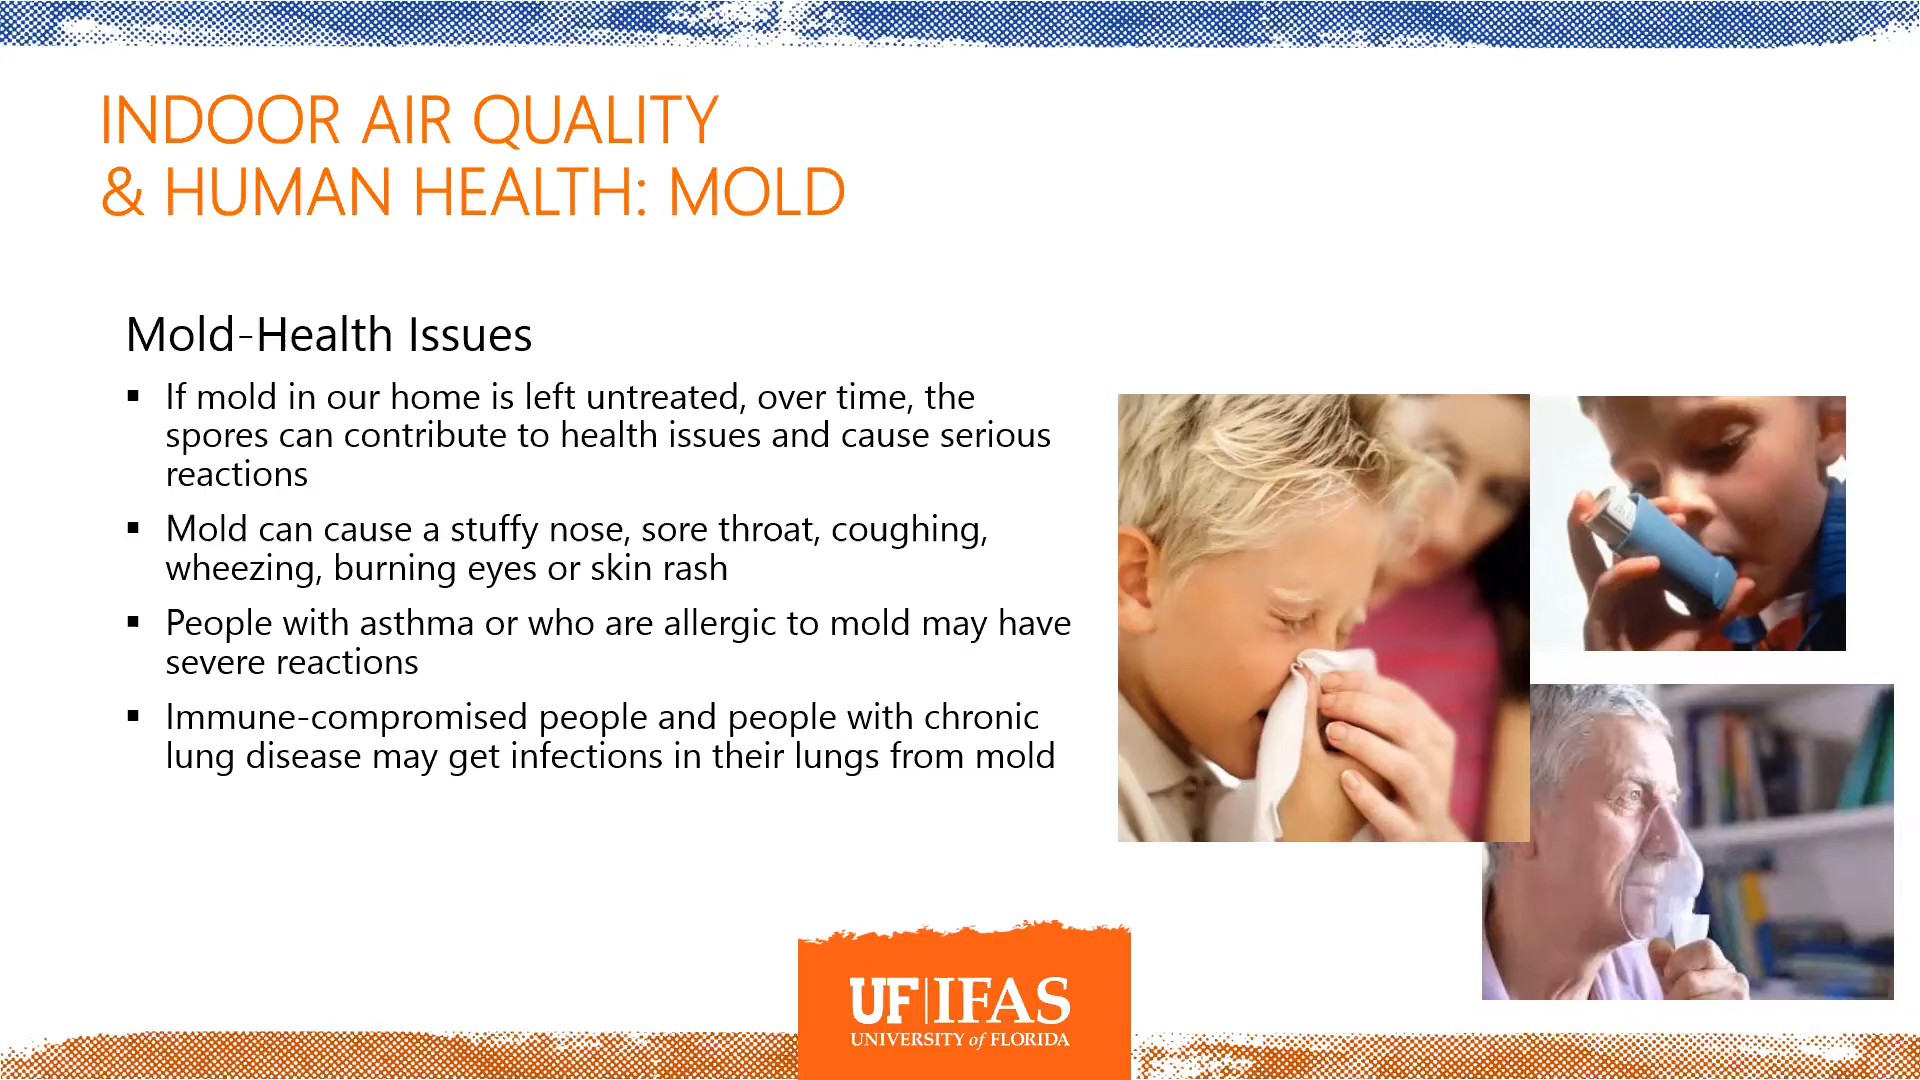 INDOOR AIR QUALITY
& HUMAN HEALTH: MOLD
Mold-Health Issues
▪ If mold in our home is left untreated, over time, the
spores can contribute to health issues and cause serious
reactions
▪ Mold can cause a stuffy nose, sore throat, coughing,
wheezing, burning eyes or skin rash
▪ People with asthma or who are allergic to mold may have
severe reactions
▪ Immune-compromised people and people with chronic
lung disease may get infections in their lungs from mold
UF|IFAS
UNIVERSITY of FLORIDA